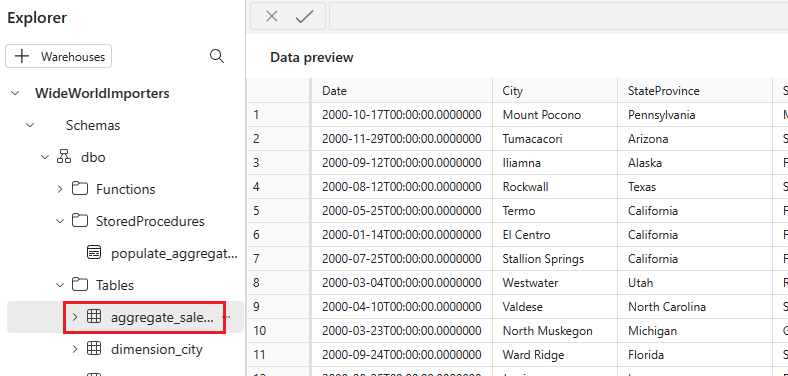 Explorer
Warehouses
WideWorldImporters
Schemas
dbo
Functions
StoredProcedures
populate_aggregat...
Tables
aggregate_sale...
dimension_city
Data preview
Date City StateProvince S
1 2000-10-17T00:00:00.0000000 Mount Pocono Pennsylvania
2 2000-11-29T00:00:00.0000000 Tumacacori Arizona
3 2000-09-12T00:00:00.0000000 Iliamna Alaska
4 2000-08-12T00:00:00.0000000 Rockwall Texas
5 2000-05-25T00:00:00.0000000 Termo California
6 2000-01-14T00:00:00.0000000 El Centro California
7 2000-07-25T00:00:00.0000000 Stallion Springs California
8 2000-03-04T00:00:00.0000000 Westwater Utah
9 2000-04-10T00:00:00.0000000 Valdese North Carolina
10 2000-03-23T00:00:00.0000000 North Muskegon Michigan
11 2000-09-24T00:00:00.0000000 Ward Ridge Florida